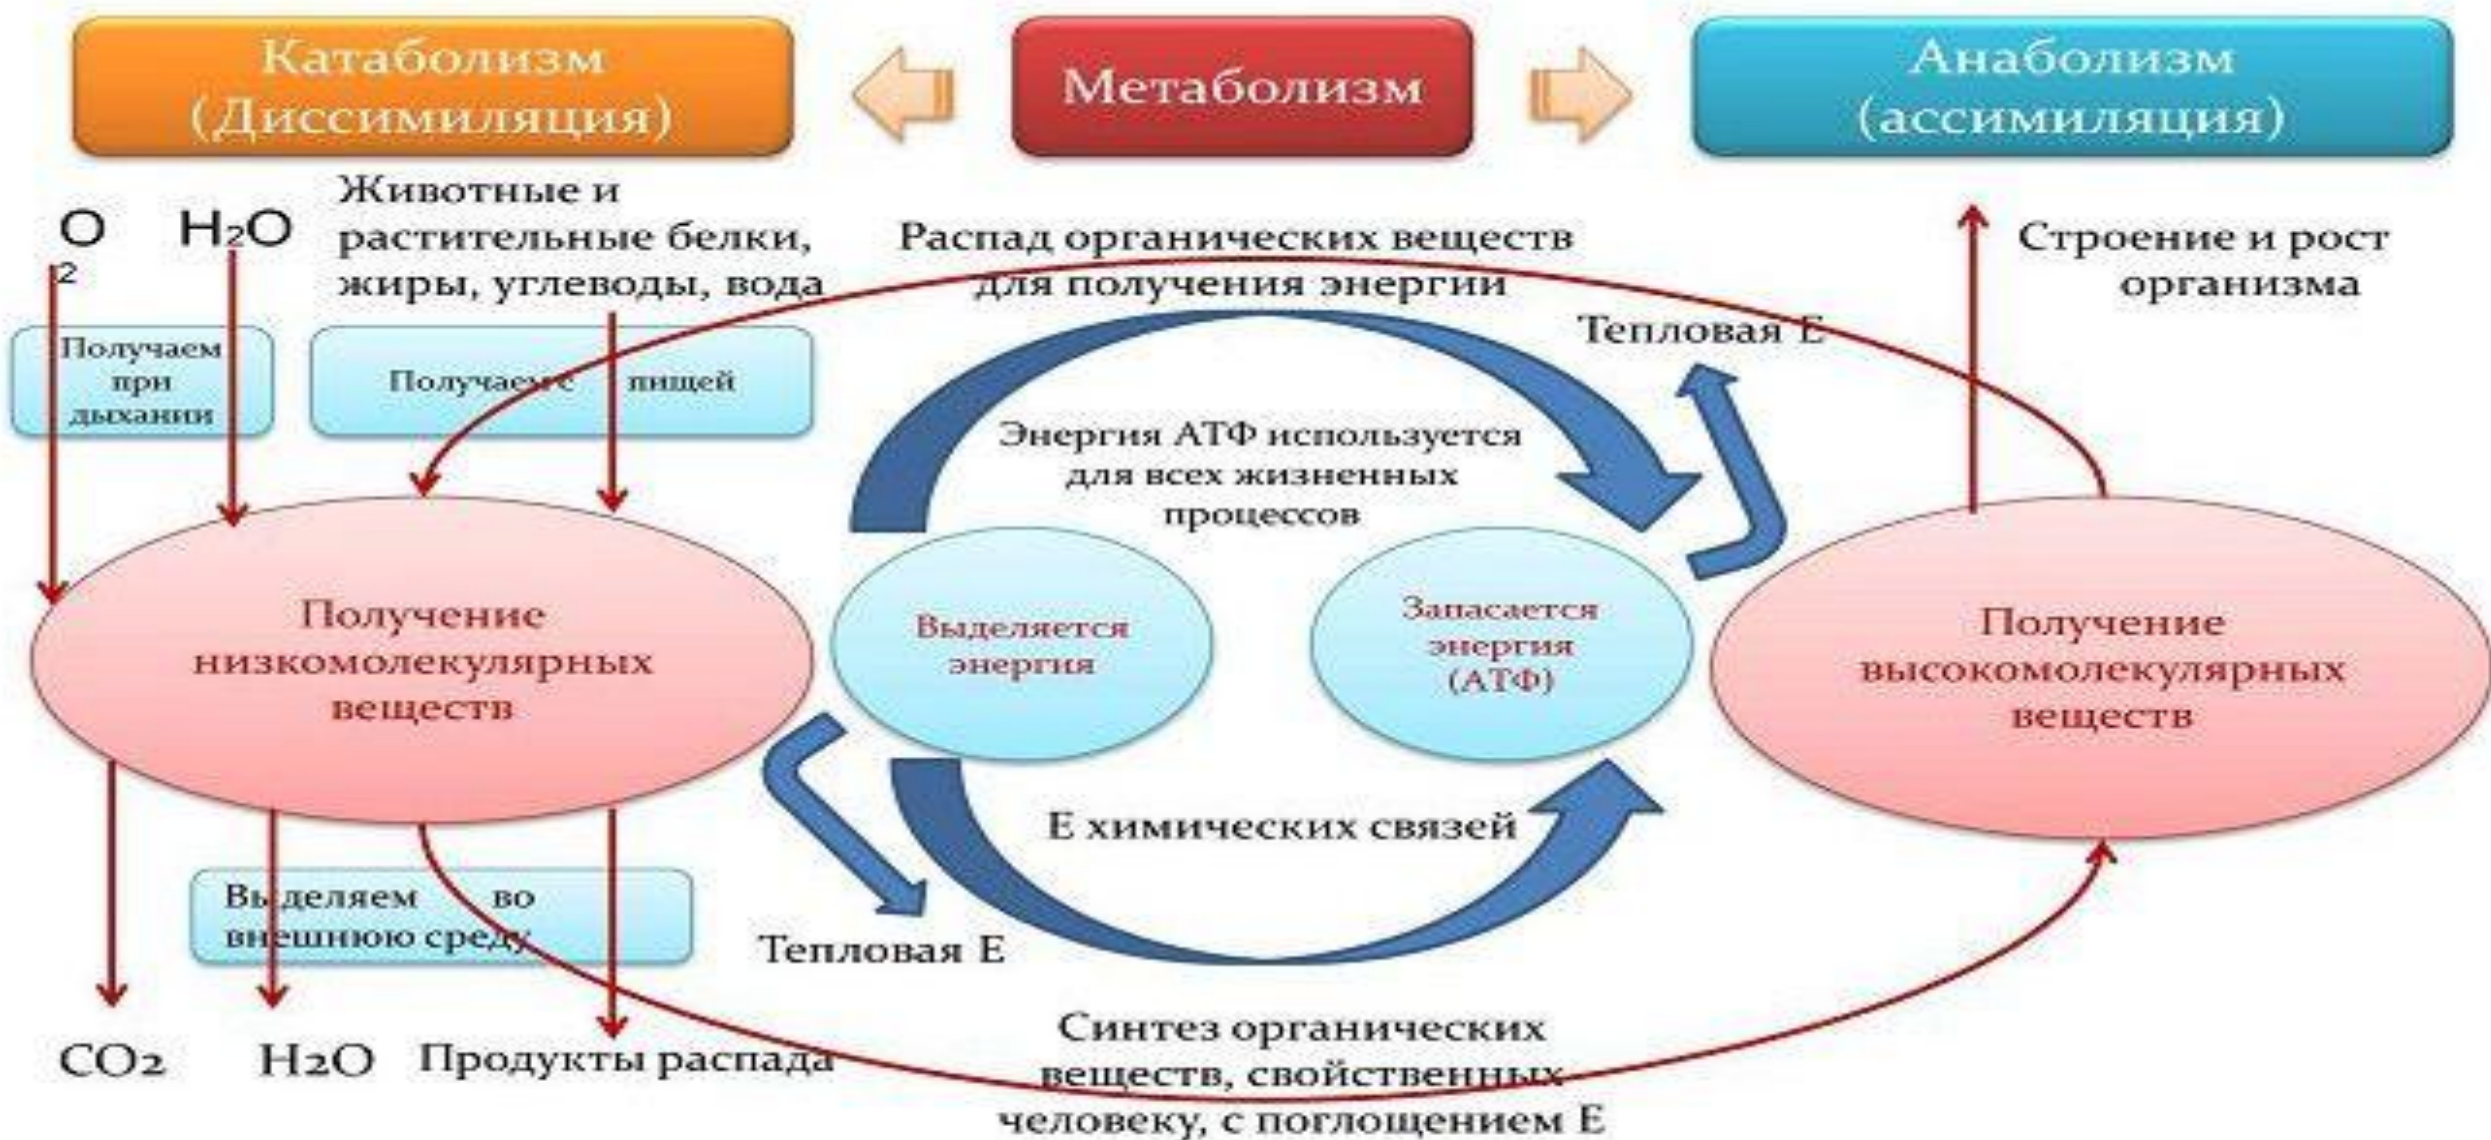 Катаболизм
(Диссимиляция)
Метаболизм
Анаболизм
(ассимиляция)
O
2
H₂O
Животные и
растительные белки,
жиры, углеводы, вода
Распад органических веществ
для получения энергии
Строение и рост
организма
Тепловая Е
Получаем
при
дыхании
Получаем с пищей
Энергия АТФ используется
для всех жизненных
процессов
Получение
низкомолекулярных
веществ
Выделяется
энергия
Запасается
энергия
(АТФ)
Получение
высокомолекулярных
веществ
Е химических связей
Выделяем во
внешнюю среду
Тепловая Е
CO2
H2O
Продукты распада
Синтез органических
веществ, свойственных
человеку, с поглощением Е